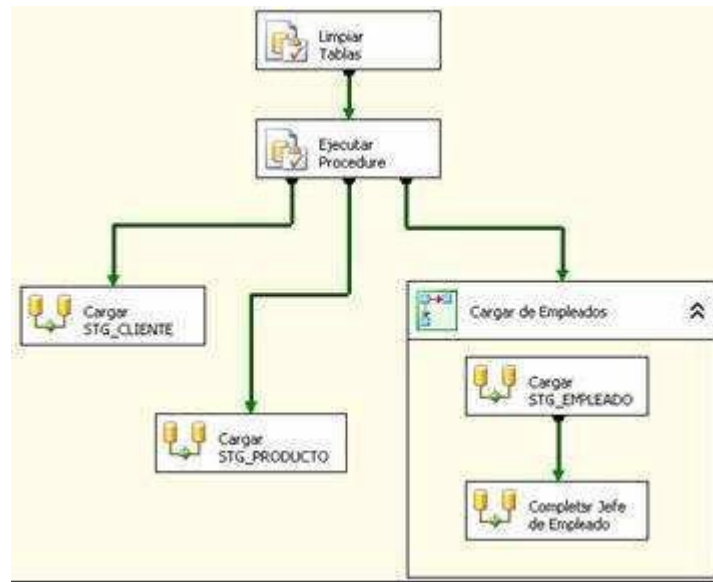 Limpiar
Tablas
Ejecutar
Procedure
Cargar
STG_CLIENTE
Cargar de Empleados
Cargar
STG_EMPLEADO
Cargar
STG_PRODUCTO
Completar Jefe
de Empleado